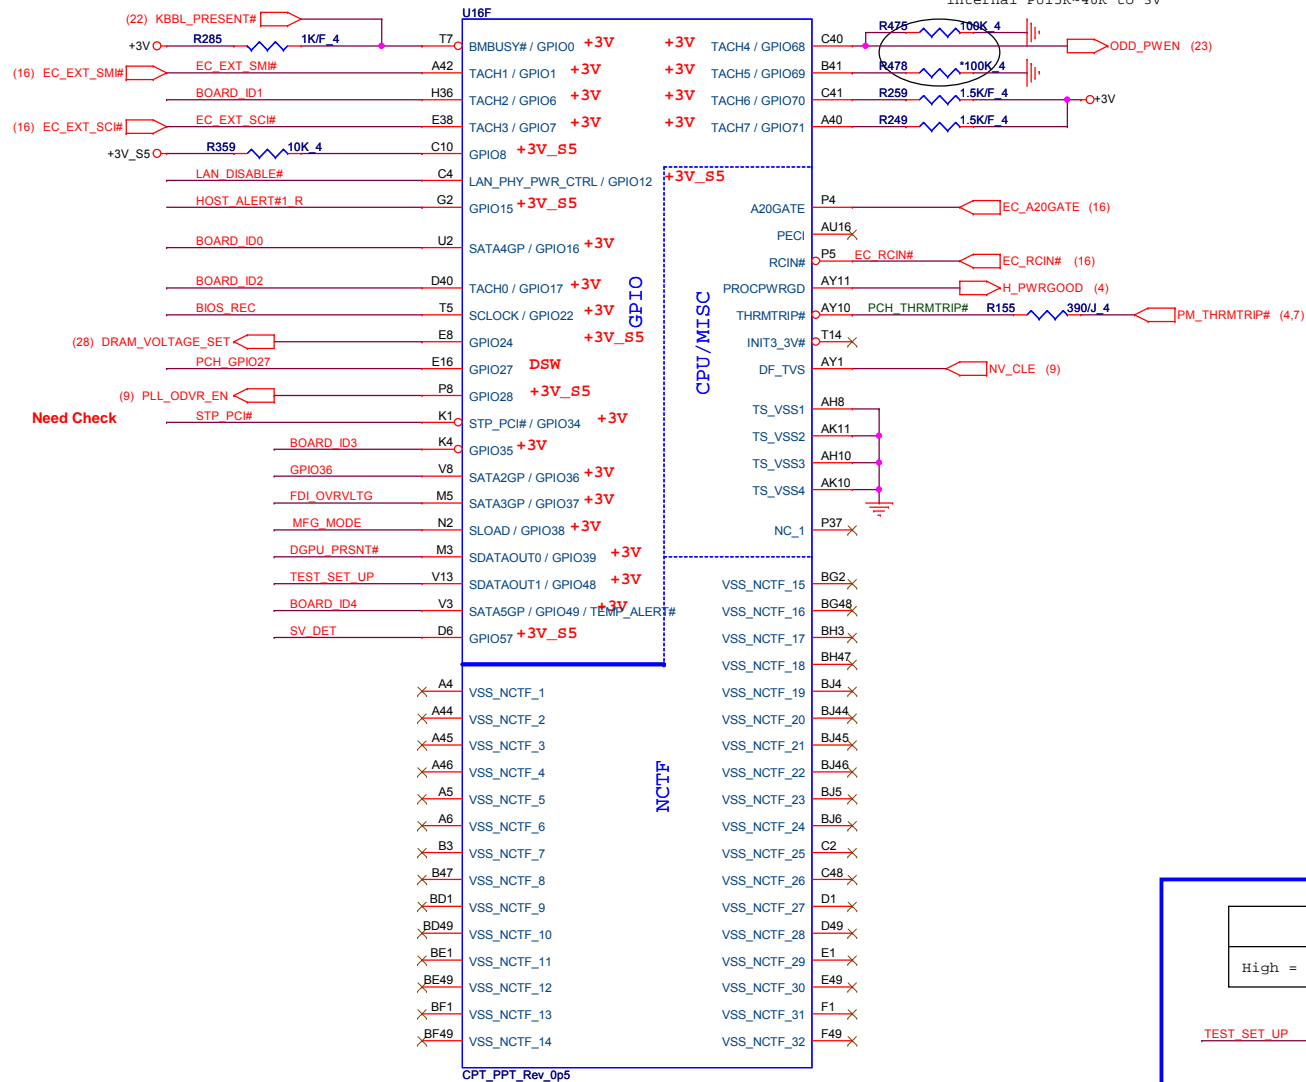 Internal PU15K~40K to 3V
U16F
(22) KBBL_PRESENT#
+3V R285 1K/F_4 T7 BMBUSY# / GPIO0 +3V
(16) EC_EXT_SMI# EC_EXT_SMI# A42 TACH1 / GPIO1 +3V
BOARD_ID1 H36 TACH2 / GPIO6 +3V
(16) EC_EXT_SCI# EC_EXT_SCI# E38 TACH3 / GPIO7 +3V
+3V_S5 R359 10K_4 C10 GPIO8 +3V_S5
LAN_DISABLE# C4 LAN_PHY_PWR_CTRL / GPIO12 +3V_S5
HOST_ALERT#1_R G2 GPIO15 +3V_S5
BOARD_ID0 U2 SATA4GP / GPIO16 +3V
BOARD_ID2 D40 TACH0 / GPIO17 +3V
BIOS_REC T5 SCLOCK / GPIO22 +3V
(28) DRAM_VOLTAGE_SET E8 GPIO24 +3V_S5
PCH_GPIO27 E16 GPIO27 DSW
(9) PLL_ODVR_EN P8 GPIO28 +3V_S5
Need Check STP_PCI# K1 STP_PCI# / GPIO34 +3V
BOARD_ID3 K4 GPIO35 +3V
GPIO36 V8 SATA2GP / GPIO36 +3V
FDI_OVRVLTG M5 SATA3GP / GPIO37 +3V
MFG_MODE N2 SLOAD / GPIO38 +3V
DGPU_PRSNT# M3 SDATAOUT0 / GPIO39 +3V
TEST_SET_UP V13 SDATAOUT1 / GPIO48 +3V
BOARD_ID4 V3 SATA5GP / GPIO49 / TEMP_ALERT# +3V
SV_DET D6 GPIO57 +3V_S5
GPIO
A4 VSS_NCTF_1
A44 VSS_NCTF_2
A45 VSS_NCTF_3
A46 VSS_NCTF_4
A5 VSS_NCTF_5
A6 VSS_NCTF_6
B3 VSS_NCTF_7
B47 VSS_NCTF_8
BD1 VSS_NCTF_9
BD49 VSS_NCTF_10
BE1 VSS_NCTF_11
BE49 VSS_NCTF_12
BF1 VSS_NCTF_13
BF49 VSS_NCTF_14
NCTF
+3V TACH4 / GPIO68 C40 R475 100K_4 ODD_PWEN (23)
+3V TACH5 / GPIO69 B41 R478 *100K_4
+3V TACH6 / GPIO70 C41 R259 1.5K/F_4 +3V
+3V TACH7 / GPIO71 A40 R249 1.5K/F_4
CPU/MISC
A20GATE P4 EC_A20GATE (16)
PECI AU16
RCIN# P5 EC_RCIN# EC_RCIN# (16)
PROCPWRGD AY11 H_PWRGOOD (4)
THRMTRIP# AY10 PCH_THRMTRIP# R155 390/J_4 PM_THRMTRIP# (4,7)
INIT3_3V# T14
DF_TVS AY1 NV_CLE (9)
TS_VSS1 AH8
TS_VSS2 AK11
TS_VSS3 AH10
TS_VSS4 AK10
NC_1 P37
VSS_NCTF_15 BG2
VSS_NCTF_16 BG48
VSS_NCTF_17 BH3
VSS_NCTF_18 BH47
VSS_NCTF_19 BJ4
VSS_NCTF_20 BJ44
VSS_NCTF_21 BJ45
VSS_NCTF_22 BJ46
VSS_NCTF_23 BJ5
VSS_NCTF_24 BJ6
VSS_NCTF_25 C2
VSS_NCTF_26 C48
VSS_NCTF_27 D1
VSS_NCTF_28 D49
VSS_NCTF_29 E1
VSS_NCTF_30 E49
VSS_NCTF_31 F1
VSS_NCTF_32 F49
CPT_PPT_Rev_0p5
High =
TEST_SET_UP